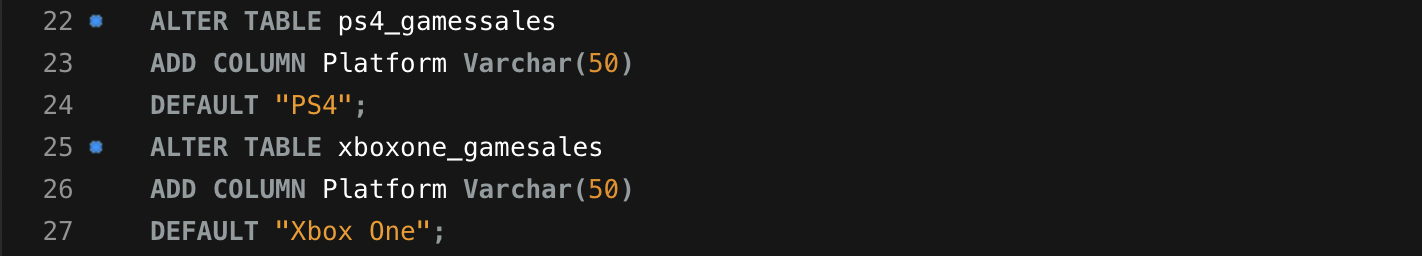 22 ALTER TABLE ps4_gamessales
23 ADD COLUMN Platform Varchar(50)
24 DEFAULT "PS4";
25 ALTER TABLE xboxone_gamesales
26 ADD COLUMN Platform Varchar(50)
27 DEFAULT "Xbox One";